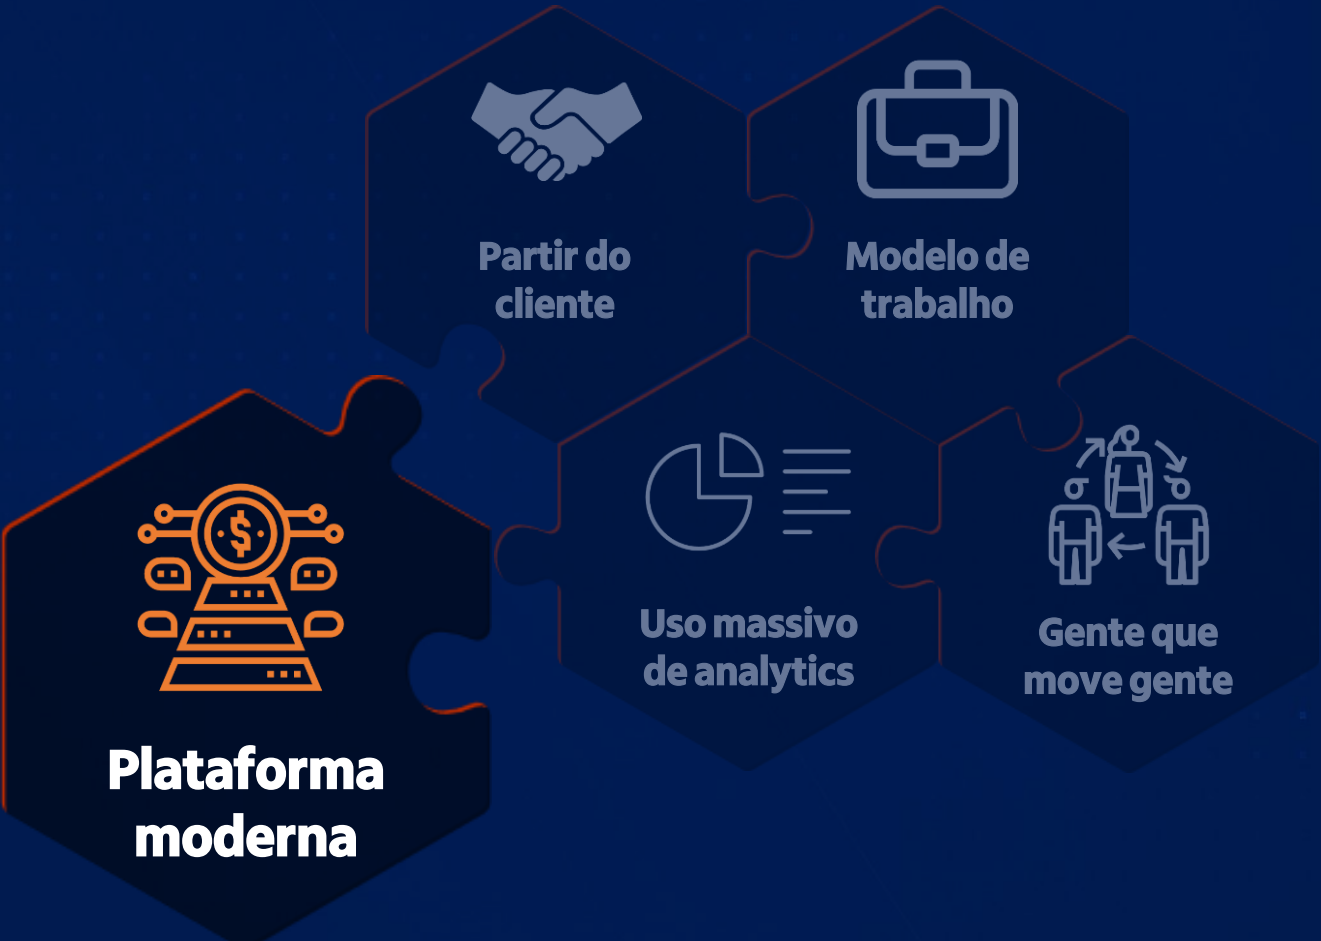 Partir do
cliente
Modelo de
trabalho
Uso massivo
de analytics
Gente que
move gente
$
Plataforma
moderna